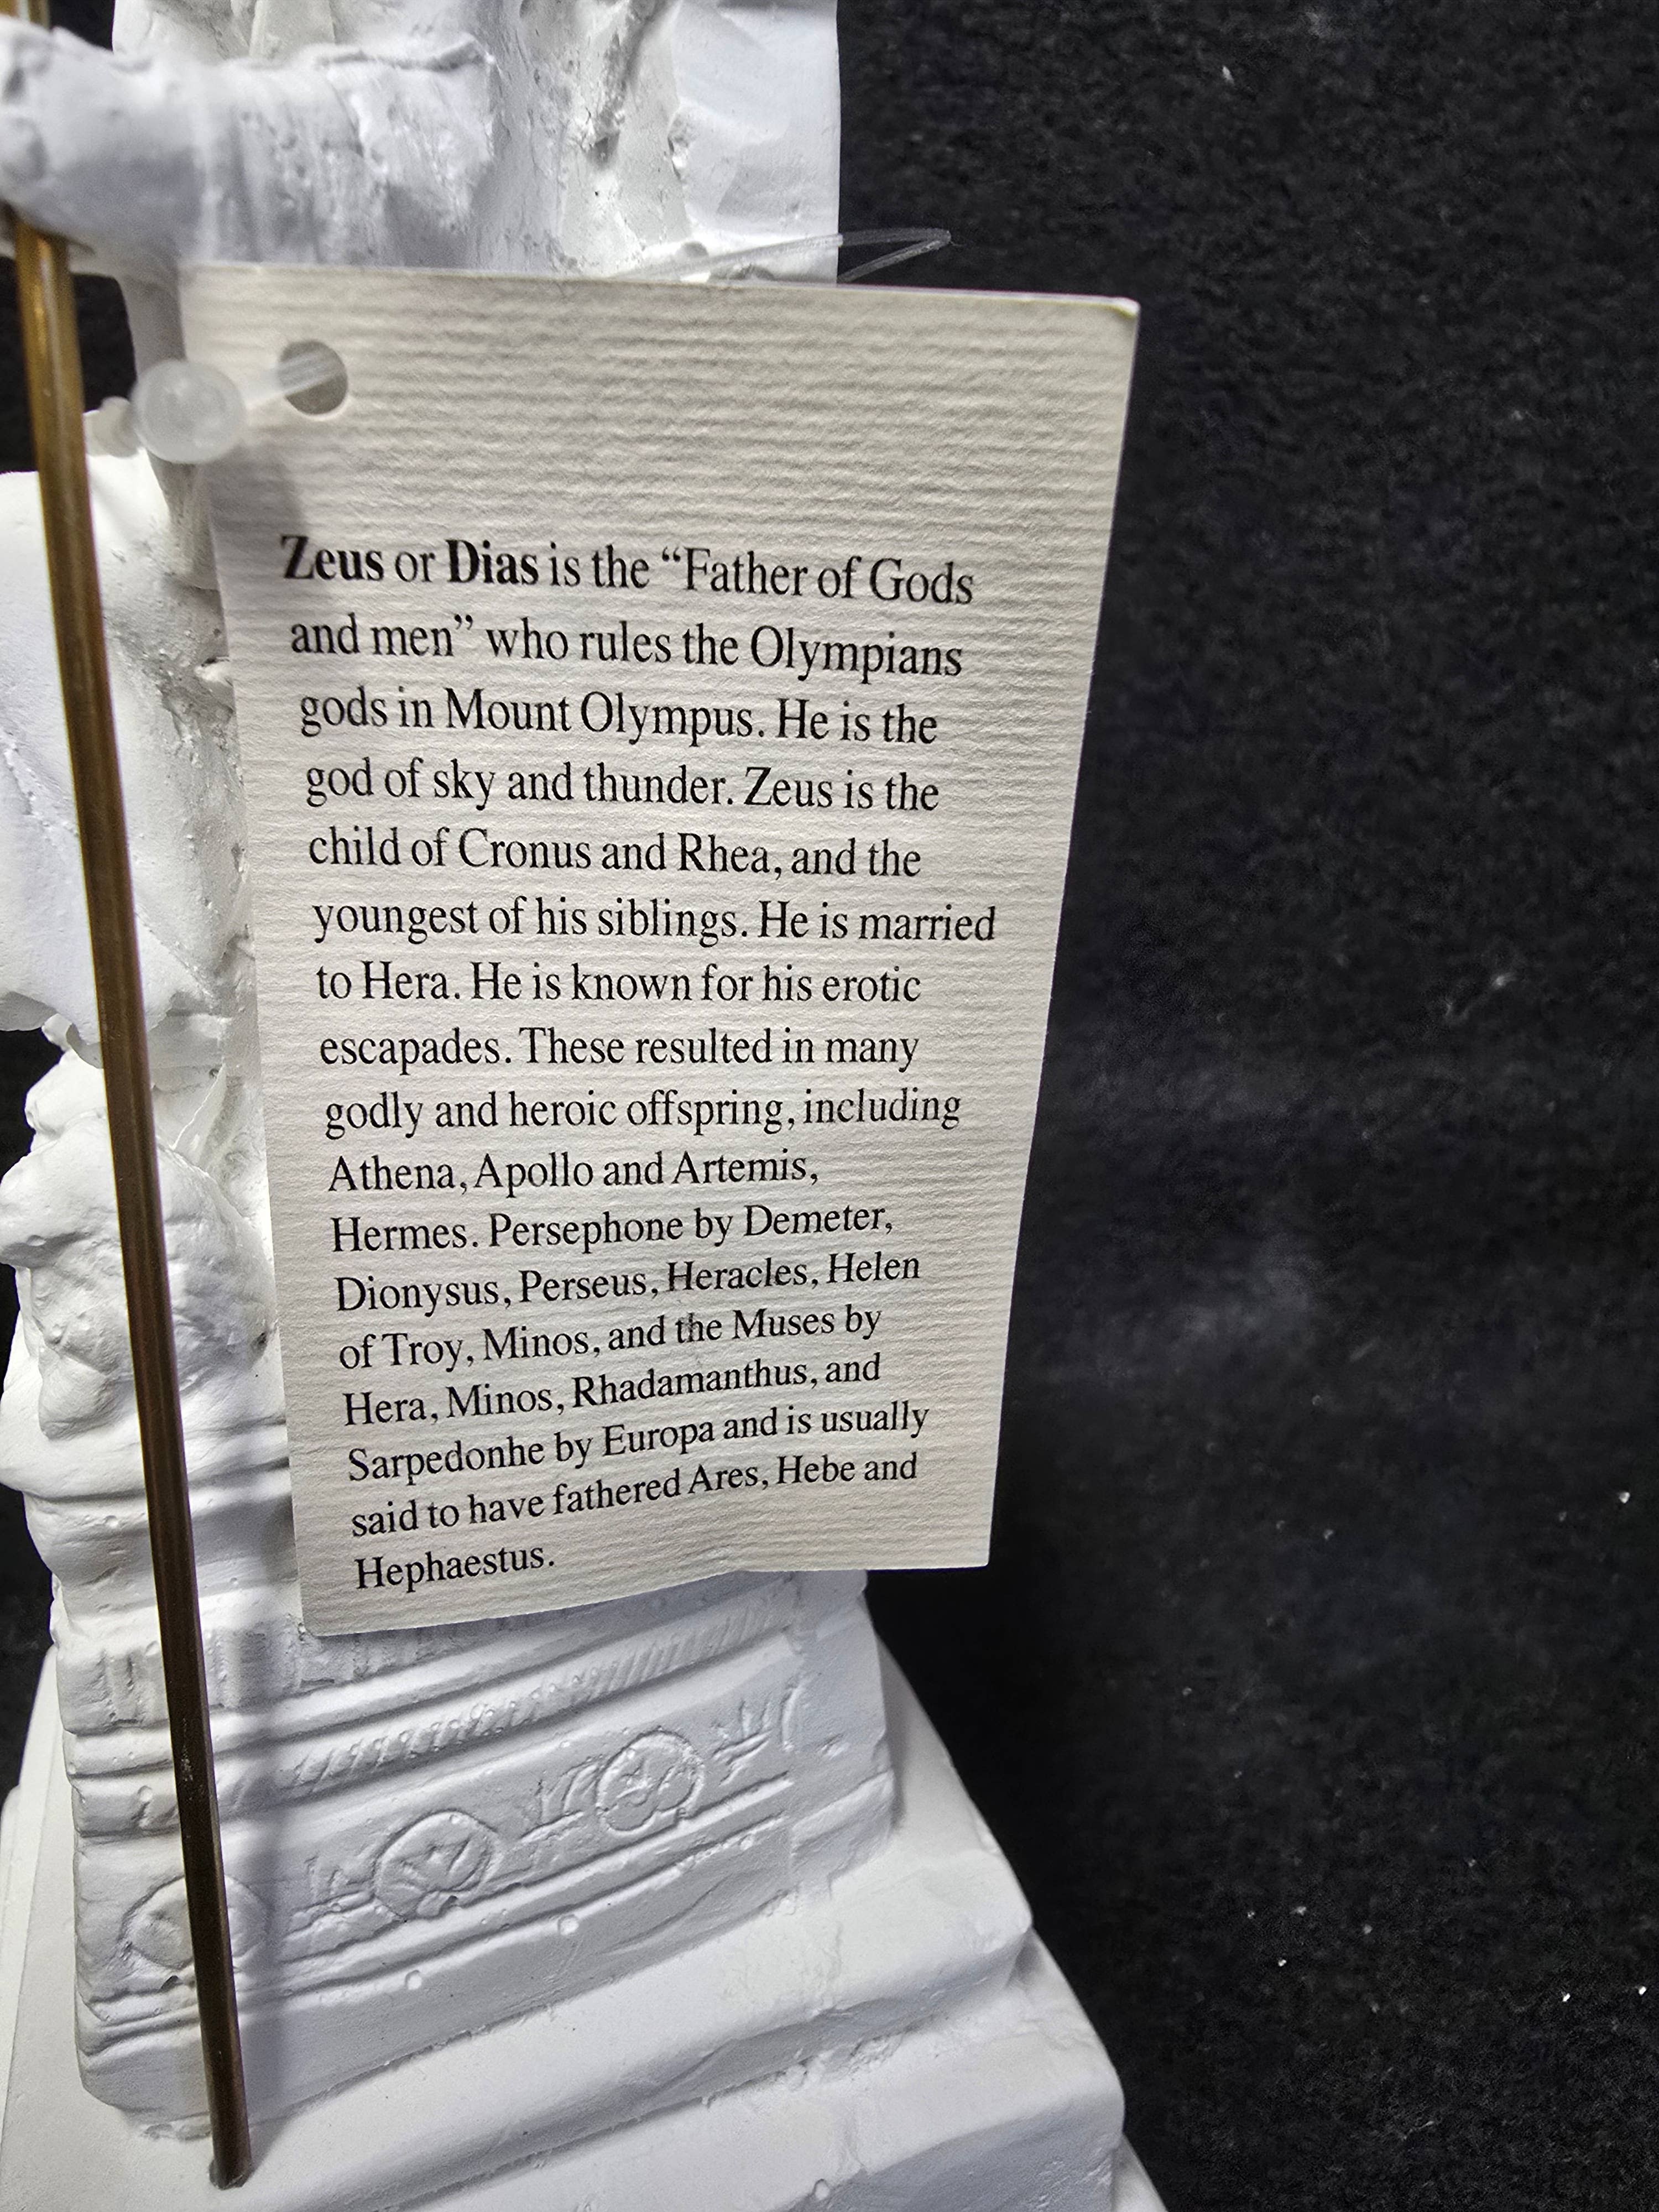 Zeus or Dias is the “Father of Gods
and men” who rules the Olympians
gods in Mount Olympus. He is the
god of sky and thunder. Zeus is the
child of Cronus and Rhea, and the
youngest of his siblings. He is married
to Hera. He is known for his erotic
escapades. These resulted in many
godly and heroic offspring, including
Athena, Apollo and Artemis,
Hermes. Persephone by Demeter,
Dionysus, Perseus, Heracles, Helen
of Troy, Minos, and the Muses by
Hera, Minos, Rhadamanthus, and
Sarpedonhe by Europa and is usually
said to have fathered Ares, Hebe and
Hephaestus.